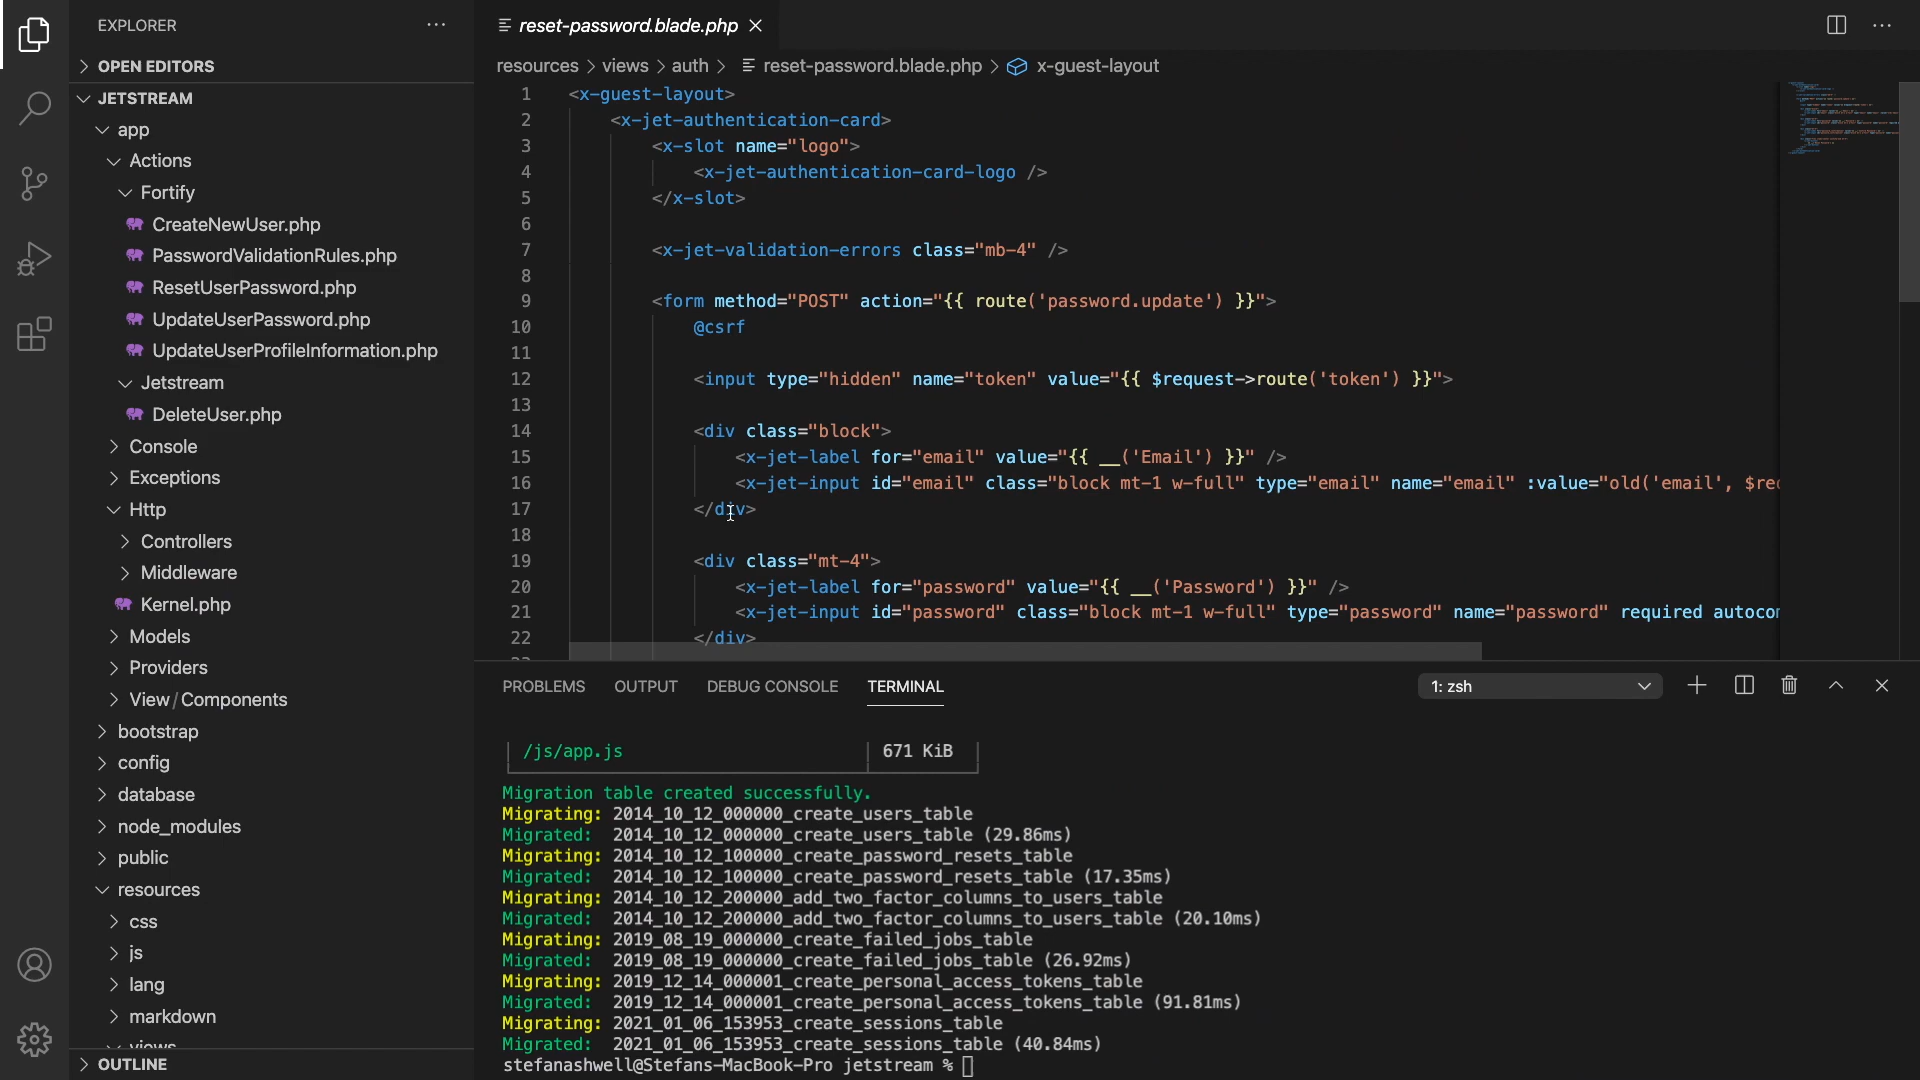 EXPLORER
OPEN EDITORS
JETSTREAM
app
Actions
Fortify
CreateNewUser.php
PasswordValidationRules.php
ResetUserPassword.php
UpdateUserPassword.php
UpdateUserProfileInformation.php
Jetstream
DeleteUser.php
Console
Exceptions
Http
Controllers
Middleware
Kernel.php
Models
Providers
View / Components
bootstrap
config
database
node_modules
public
resources
css
js
lang
markdown
views
OUTLINE
reset-password.blade.php
resources > views > auth > reset-password.blade.php > x-guest-layout
1 <x-guest-layout>
2 <x-jet-authentication-card>
3 <x-slot name="logo">
4 <x-jet-authentication-card-logo />
5 </x-slot>
6
7 <x-jet-validation-errors class="mb-4" />
8
9 <form method="POST" action="{{ route('password.update') }}">
10 @csrf
11
12 <input type="hidden" name="token" value="{{ $request->route('token') }}">
13
14 <div class="block">
15 <x-jet-label for="email" value="{{ __('Email') }}" />
16 <x-jet-input id="email" class="block mt-1 w-full" type="email" name="email" :value="old('email',
17 </div>
18
19 <div class="mt-4">
20 <x-jet-label for="password" value="{{ __('Password') }}" />
21 <x-jet-input id="password" class="block mt-1 w-full" type="password" name="password" required
22 </div>
PROBLEMS OUTPUT DEBUG CONSOLE TERMINAL 1: zsh
/js/app.js 671 KiB
Migration table created successfully.
Migrating: 2014_10_12_000000_create_users_table
Migrated: 2014_10_12_000000_create_users_table (29.86ms)
Migrating: 2014_10_12_100000_create_password_resets_table
Migrated: 2014_10_12_100000_create_password_resets_table (17.35ms)
Migrating: 2014_10_12_200000_add_two_factor_columns_to_users_table
Migrated: 2014_10_12_200000_add_two_factor_columns_to_users_table (20.10ms)
Migrating: 2019_08_19_000000_create_failed_jobs_table
Migrated: 2019_08_19_000000_create_failed_jobs_table (26.92ms)
Migrating: 2019_12_14_000001_create_personal_access_tokens_table
Migrated: 2019_12_14_000001_create_personal_access_tokens_table (91.81ms)
Migrating: 2021_01_06_153953_create_sessions_table
Migrated: 2021_01_06_153953_create_sessions_table (40.84ms)
stefanashwell@Stefans-MacBook-Pro jetstream %